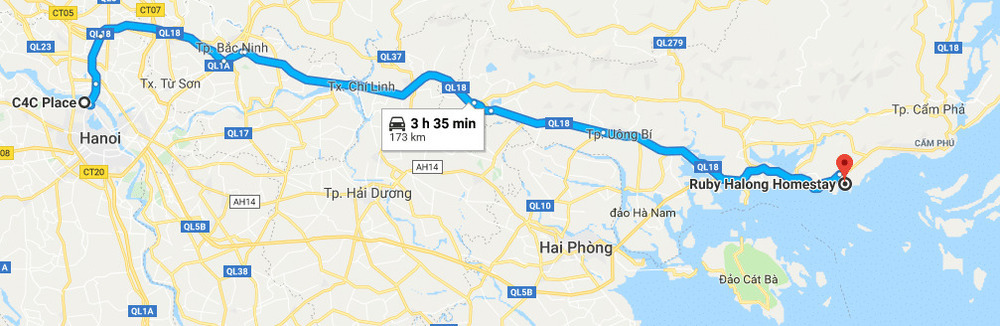 CT05
CT07
QL18
QL18
QL23
Tp. Bắc Ninh
QL1A
QL37
QL279
QL18
Tx. Từ Sơn
Tx. Chí Linh
QL18
C4C Place
3 h 35 min
173 km
QL18
Tp. Uông Bí
Tp. Cẩm Phả
CẨM PHÚ
Hanoi
QL17
08
CT20
AH14
QL18
Ruby Halong Homestay
Tp. Hải Dương
AH14
QL10
đảo Hà Nam
QL5B
Hai Phòng
A
QL38
Đảo Cát Bà
QL5B
QL1A